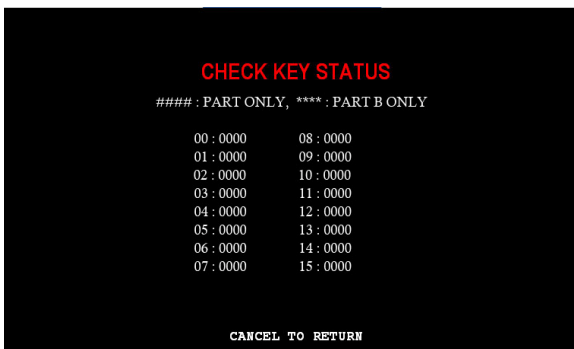 CHECK KEY STATUS
#### : PART ONLY, **** : PART B ONLY
00 : 0000 08 : 0000
01 : 0000 09 : 0000
02 : 0000 10 : 0000
03 : 0000 11 : 0000
04 : 0000 12 : 0000
05 : 0000 13 : 0000
06 : 0000 14 : 0000
07 : 0000 15 : 0000
CANCEL TO RETURN